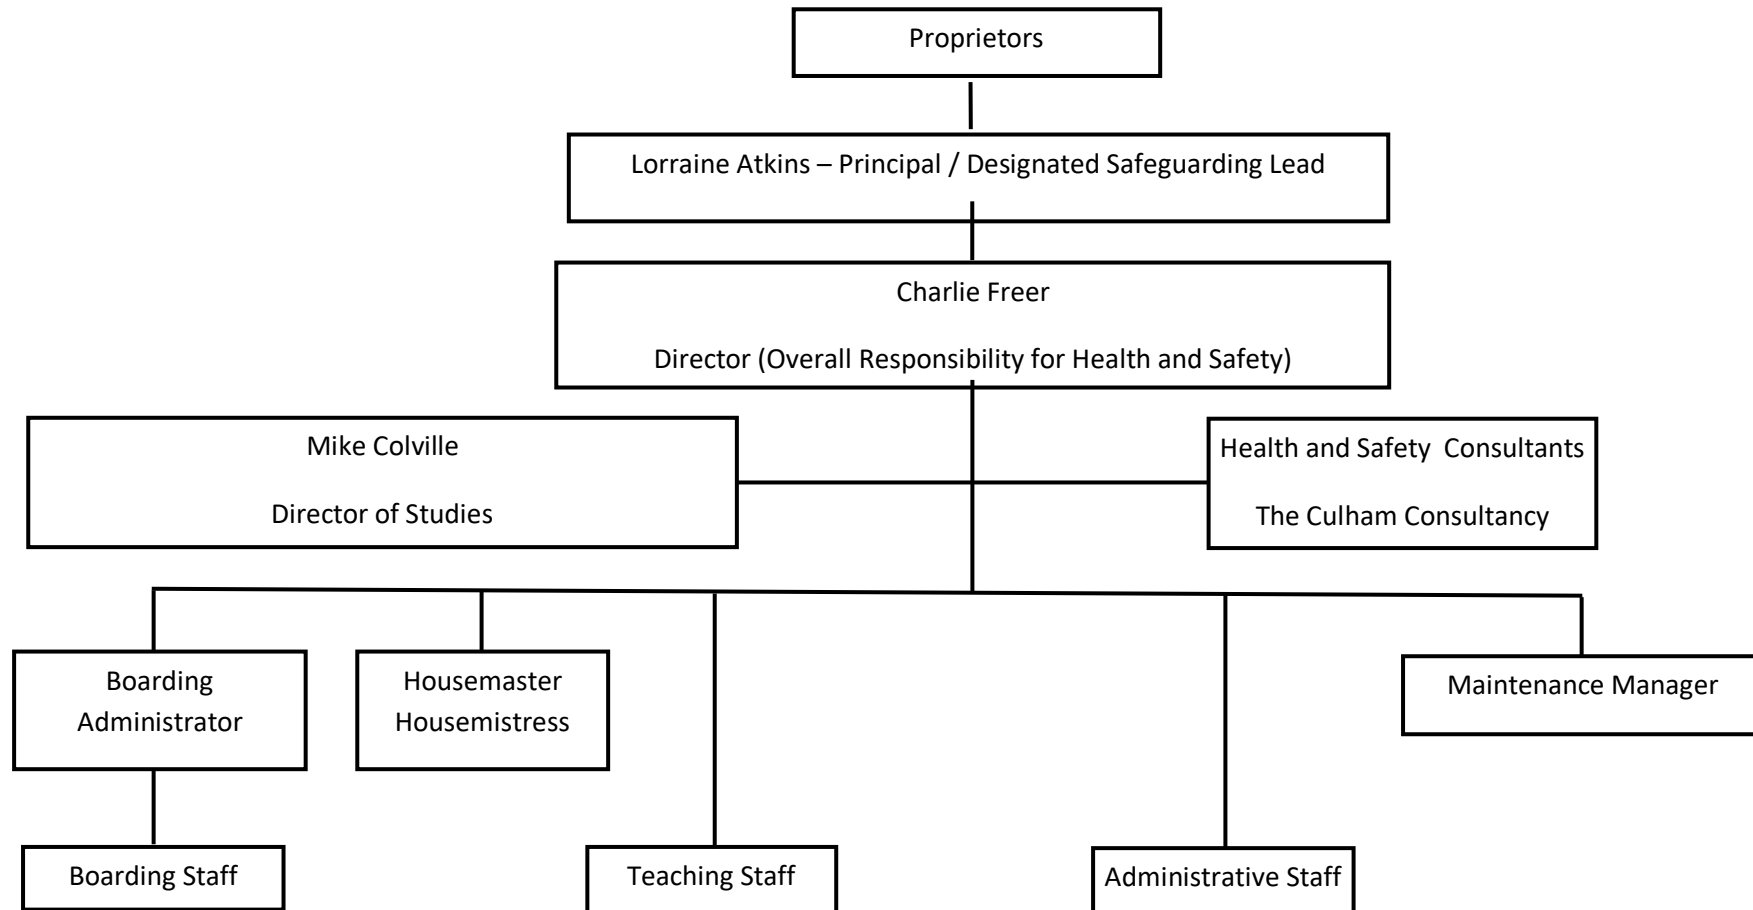 Proprietors
Lorraine Atkins – Principal / Designated Safeguarding Lead
Charlie Freer
Director (Overall Responsibility for Health and Safety)
Mike Colville
Director of Studies
Health and Safety  Consultants
The Culham Consultancy
Boarding
Administrator
Housemaster
Housemistress
Maintenance Manager
Boarding Staff
Teaching Staff
Administrative Staff